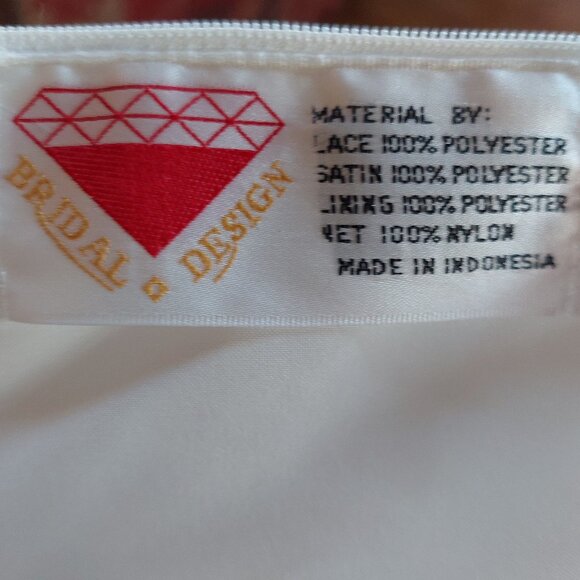 BRIDAL DESIGN
MATERIAL BY:
LACE 100% POLYESTER
SATIN 100% POLYESTER
LINING 100% POLYESTER
NET 100% NYLON
MADE IN INDONESIA